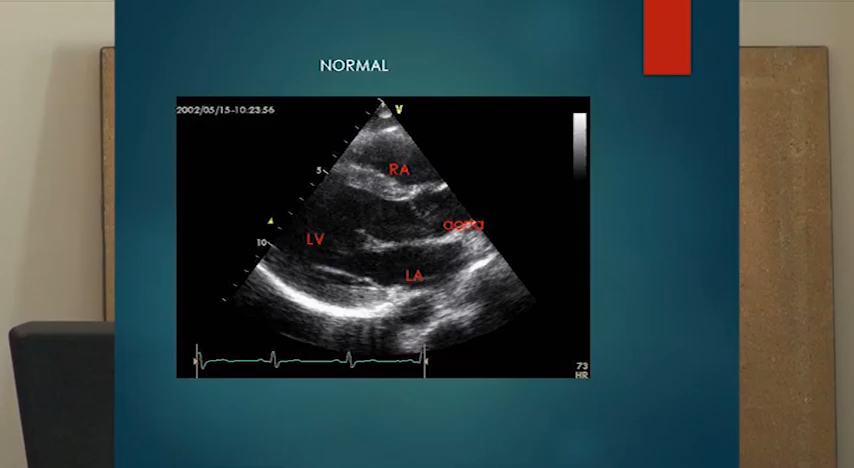 NORMAL
2002/05/15-10:23:56
V
5
RA
aorta
10
LV
LA
73
HR